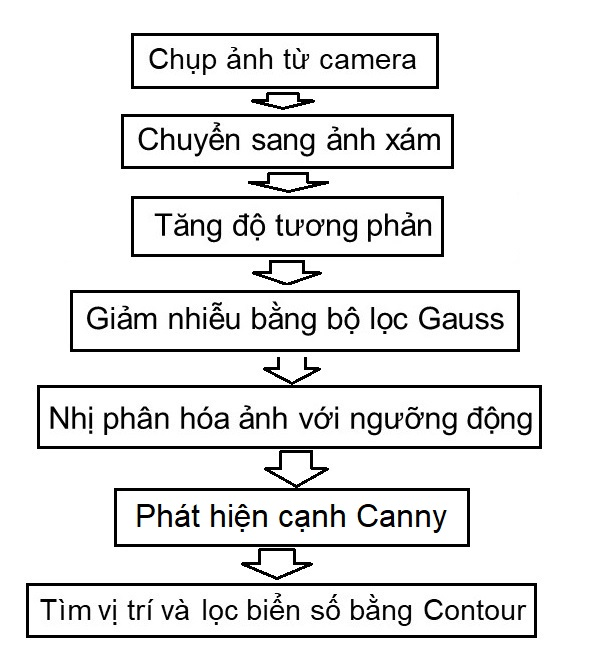 Chụp ảnh từ camera
Chuyển sang ảnh xám
Tăng độ tương phản
Giảm nhiễu bằng bộ lọc Gauss
Nhị phân hóa ảnh với ngưỡng động
Phát hiện cạnh Canny
Tìm vị trí và lọc biển số bằng Contour